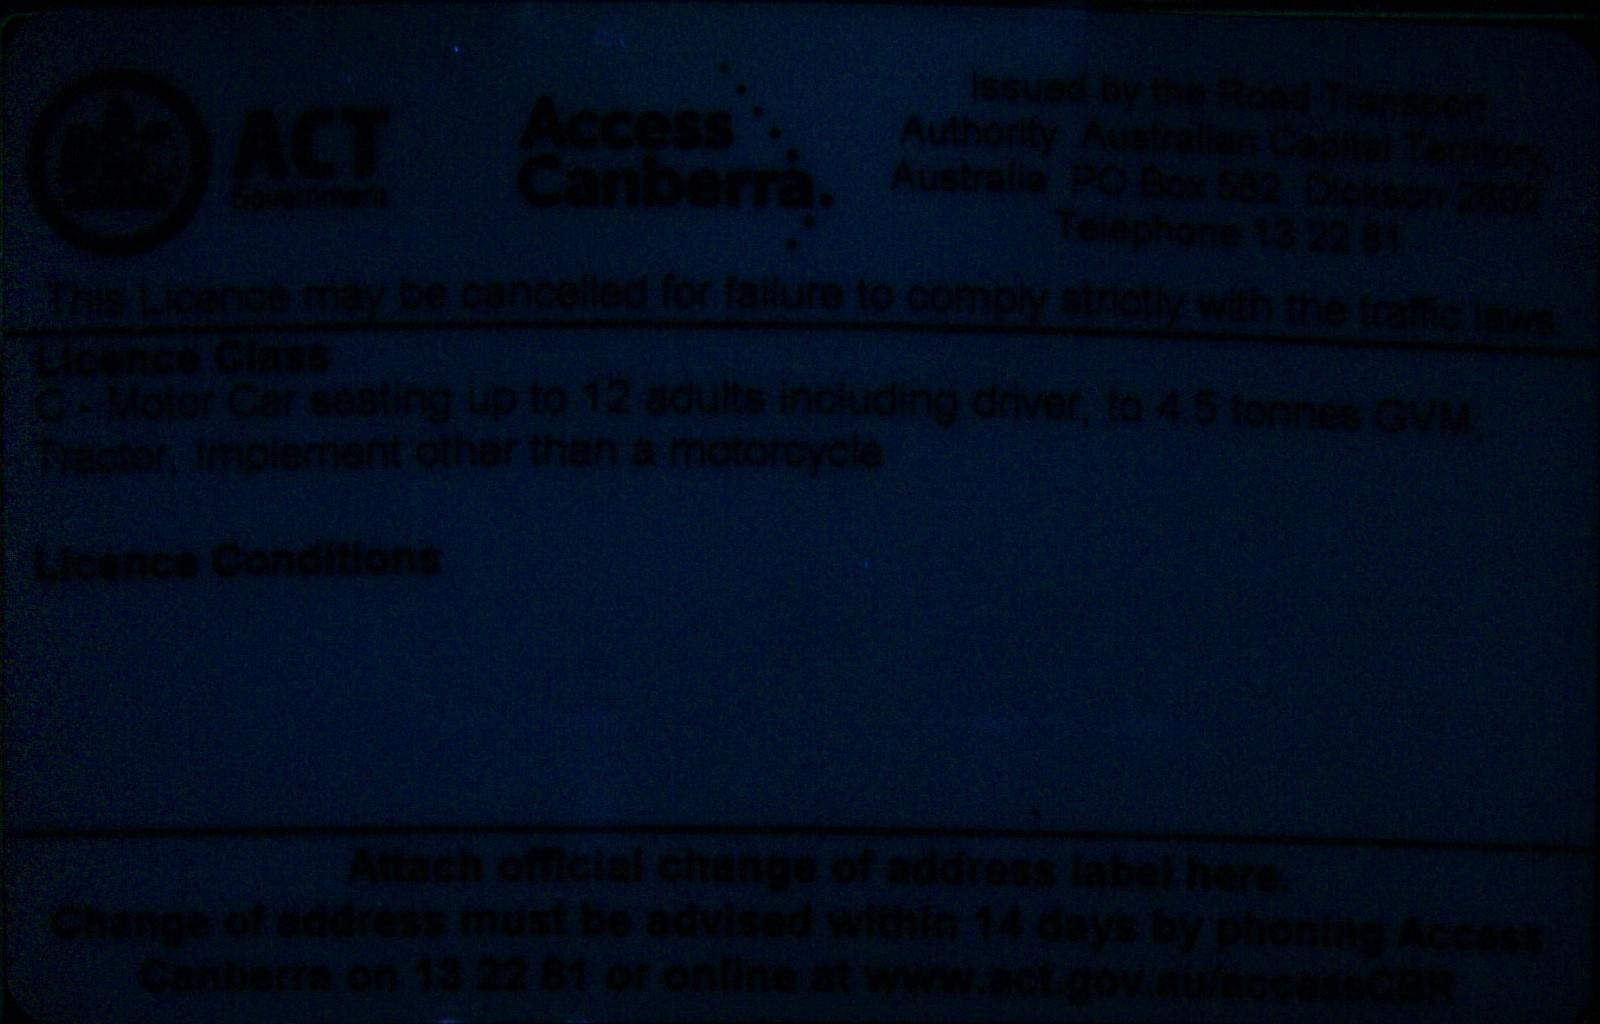 ACT
Government
Access
Canberra.
Issued by the Road Transport
Authority Australian Capital Territory,
Australia PO Box 582 Dickson 2602
Telephone 13 22 81
This Licence may be cancelled for failure to comply strictly with the traffic laws
Licence Class
C - Motor Car seating up to 12 adults including driver, to 4.5 tonnes GVM,
Tractor, Implement other than a motorcycle
Licence Conditions
Attach official change of address label here.
Change of address must be advised within 14 days by phoning Access
Canberra on 13 22 81 or online at www.act.gov.au/accessCBR